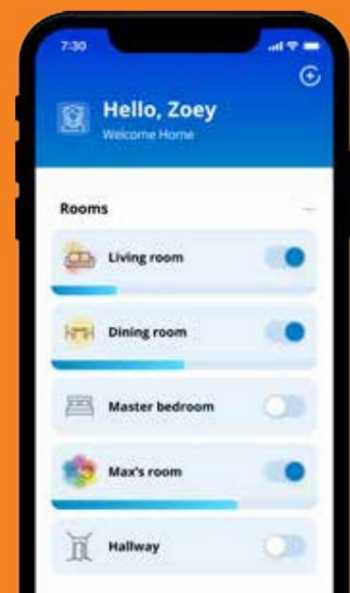 7:30
Hello, Zoey
Welcome Home
Rooms
Living room
Dining room
Master bedroom
Max's room
Hallway